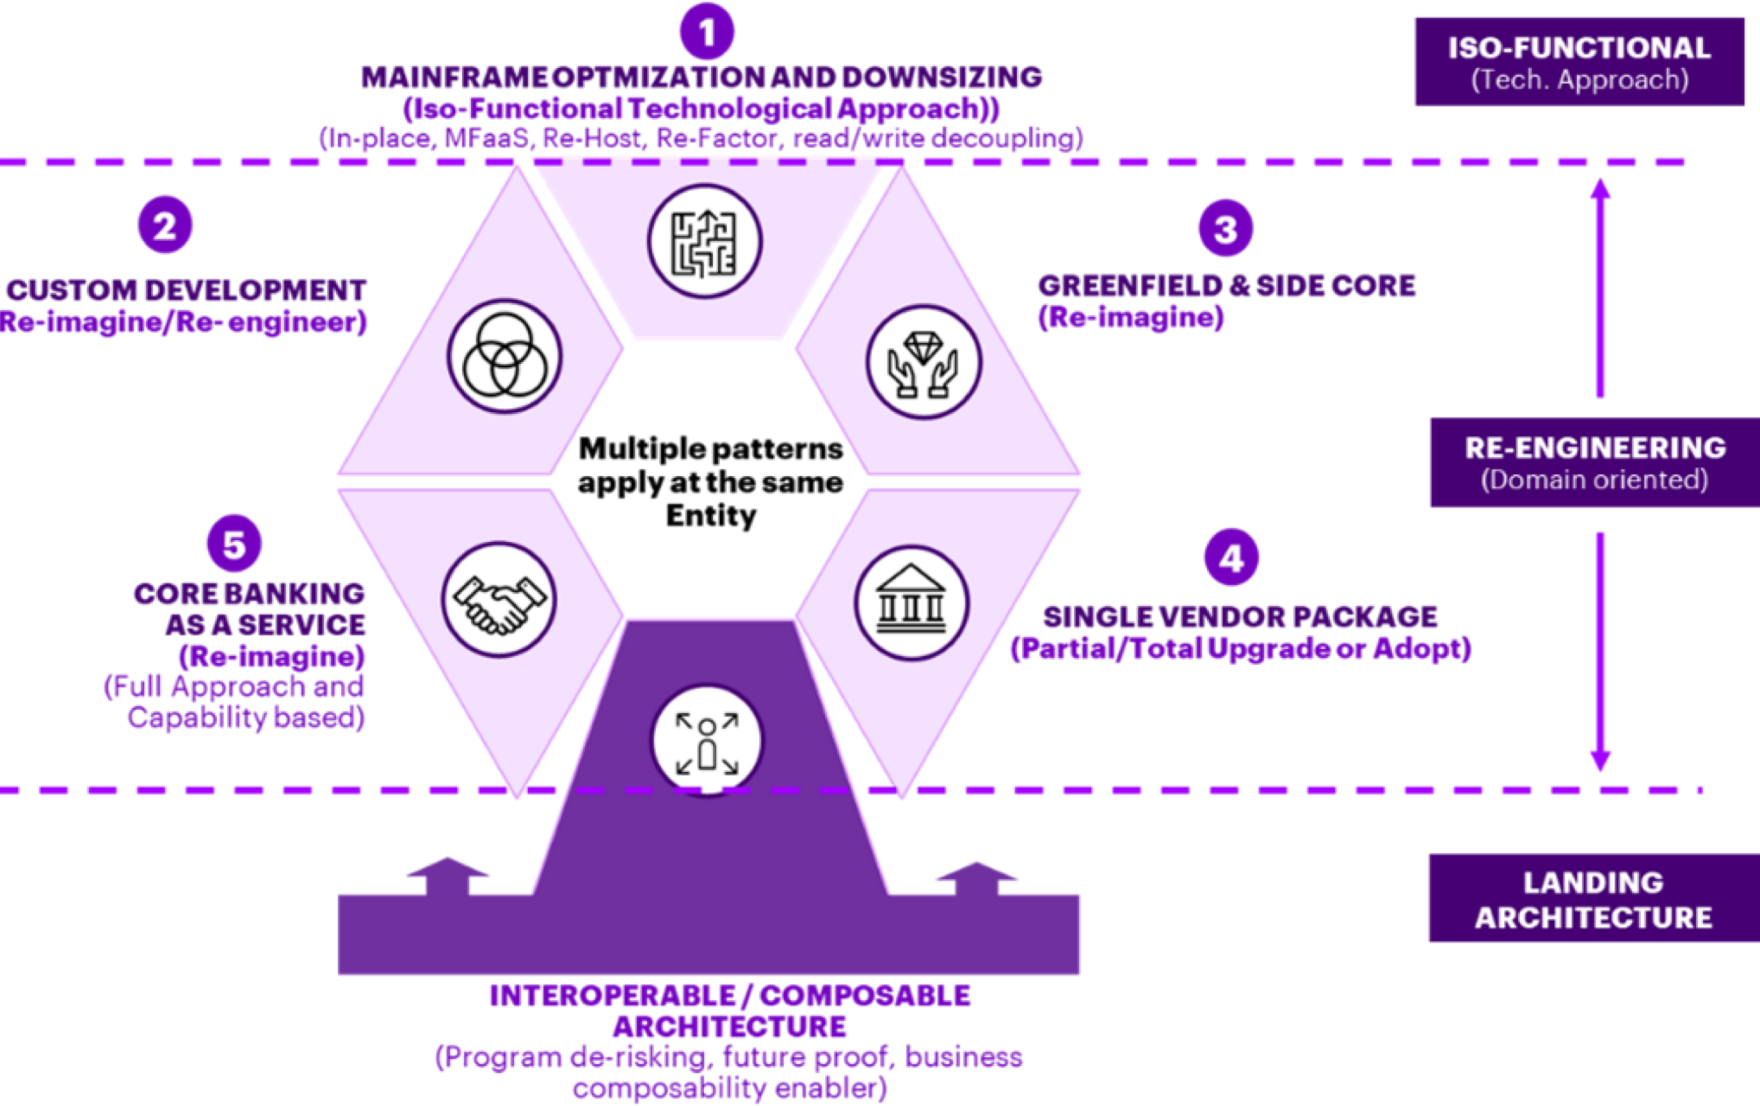 1
MAINFRAME OPTMIZATION AND DOWNSIZING
(Iso-Functional Technological Approach))
(In-place, MFaaS, Re-Host, Re-Factor, read/write decoupling)
ISO-FUNCTIONAL
(Tech. Approach)
2
CUSTOM DEVELOPMENT
Re-imagine/Re- engineer)
3
GREENFIELD & SIDE CORE
(Re-imagine)
Multiple patterns
apply at the same
Entity
RE-ENGINEERING
(Domain oriented)
5
CORE BANKING
AS A SERVICE
(Re-imagine)
(Full Approach and
Capability based)
4
SINGLE VENDOR PACKAGE
(Partial/Total Upgrade or Adopt)
LANDING
ARCHITECTURE
INTEROPERABLE / COMPOSABLE
ARCHITECTURE
(Program de-risking, future proof, business
composability enabler)